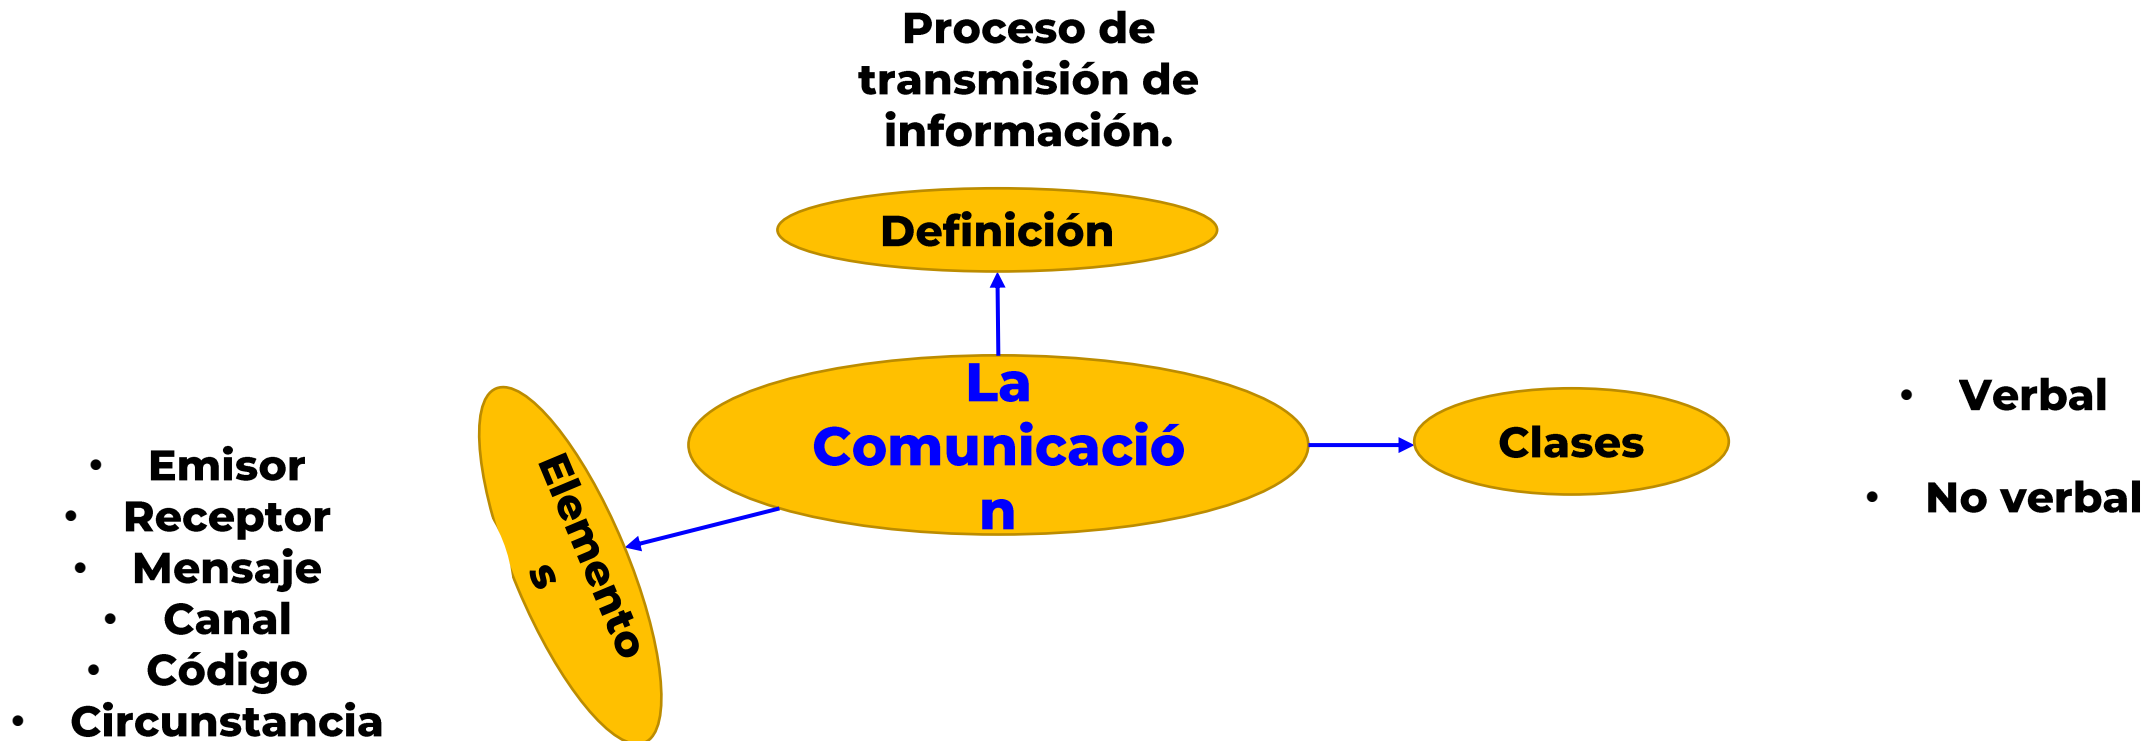 Proceso de
transmisión de
información.
Definición
La
Comunicació
n
Clases
• Verbal
• No verbal
Elemento
s
• Emisor
• Receptor
• Mensaje
• Canal
• Código
• Circunstancia